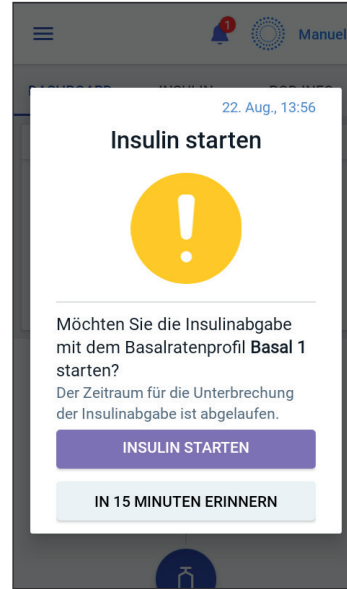 1
Manuel
DASHBOARD INSULIN POD INFO
22. Aug., 13:56
Insulin starten
Möchten Sie die Insulinabgabe
mit dem Basalratenprofil Basal 1
starten?
Der Zeitraum für die Unterbrechung
der Insulinabgabe ist abgelaufen.
INSULIN STARTEN
IN 15 MINUTEN ERINNERN